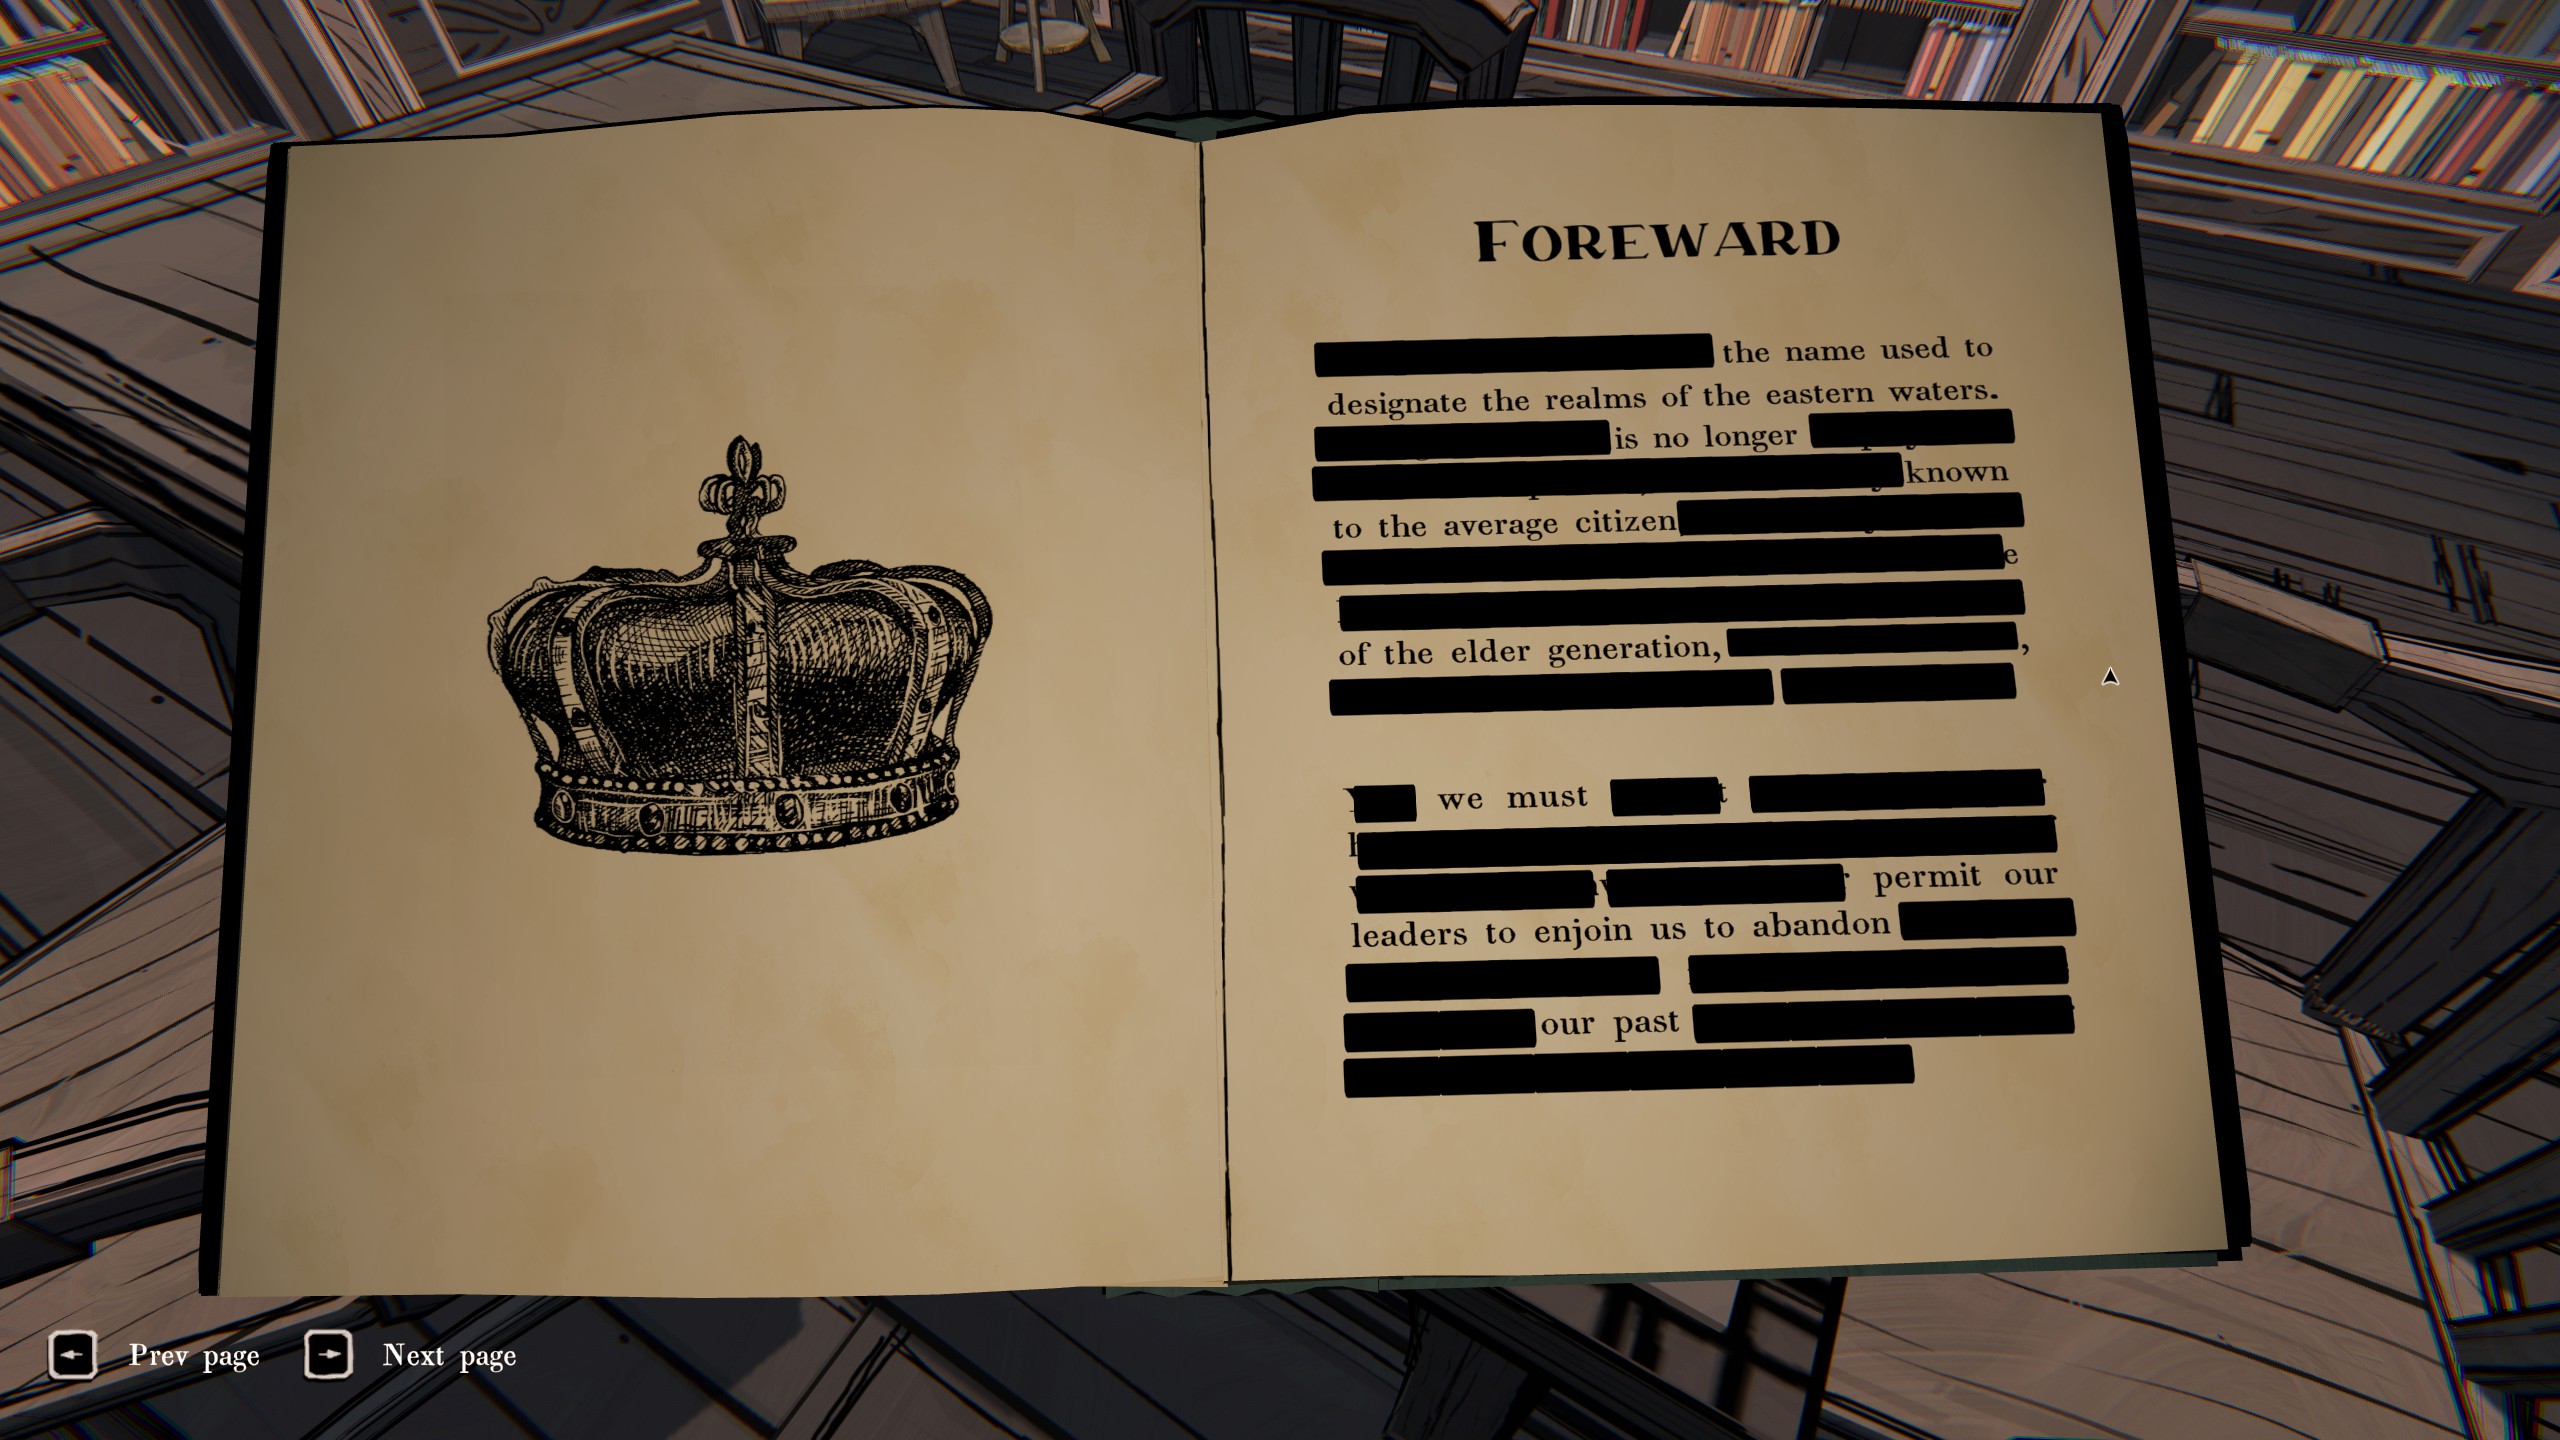 FOREWARD
the name used to
designate the realms of the eastern waters.
is no longer
known
to the average citizen
e
of the elder generation, ,
we must t
h
permit our
leaders to enjoin us to abandon
our past
Prev page Next page